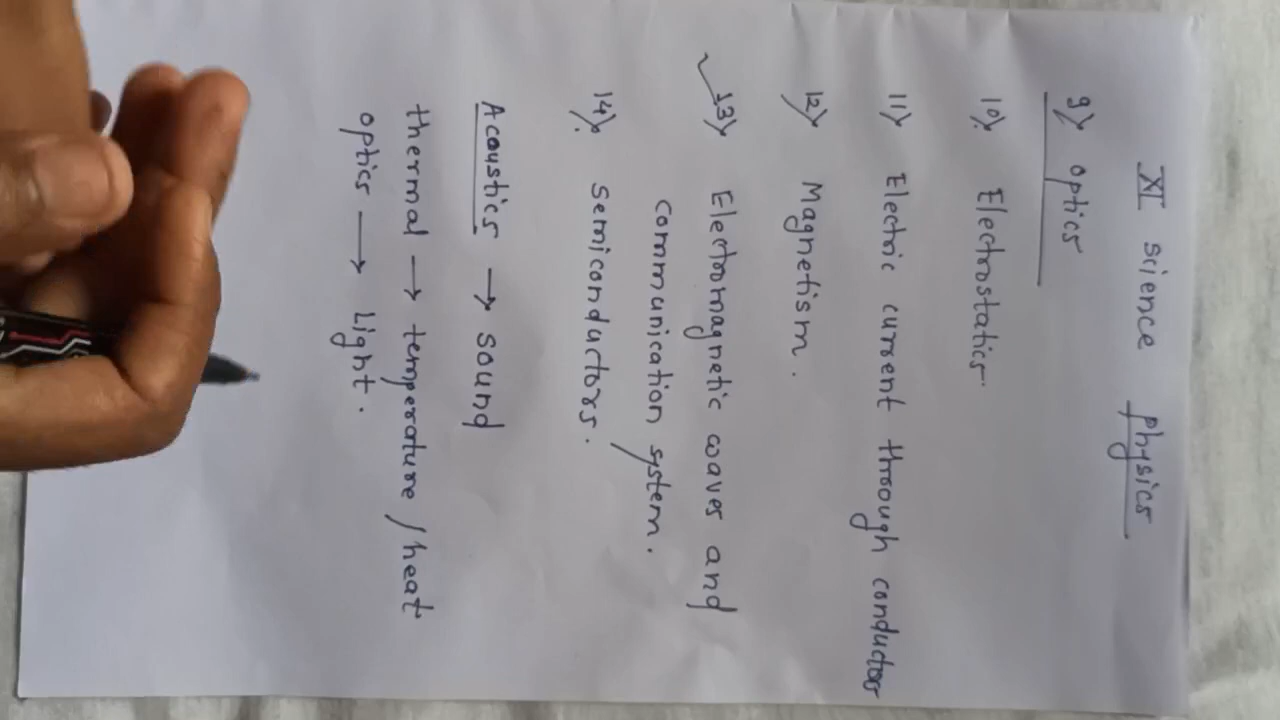 XI science physics
9) optics
10) Electrostatics
11) Electric current through conductors
12) Magnetism.
13) Electromagnetic waves and
communication system.
14) semiconductors.
Acoustics → sound
thermal → temperature / heat
optics → Light.